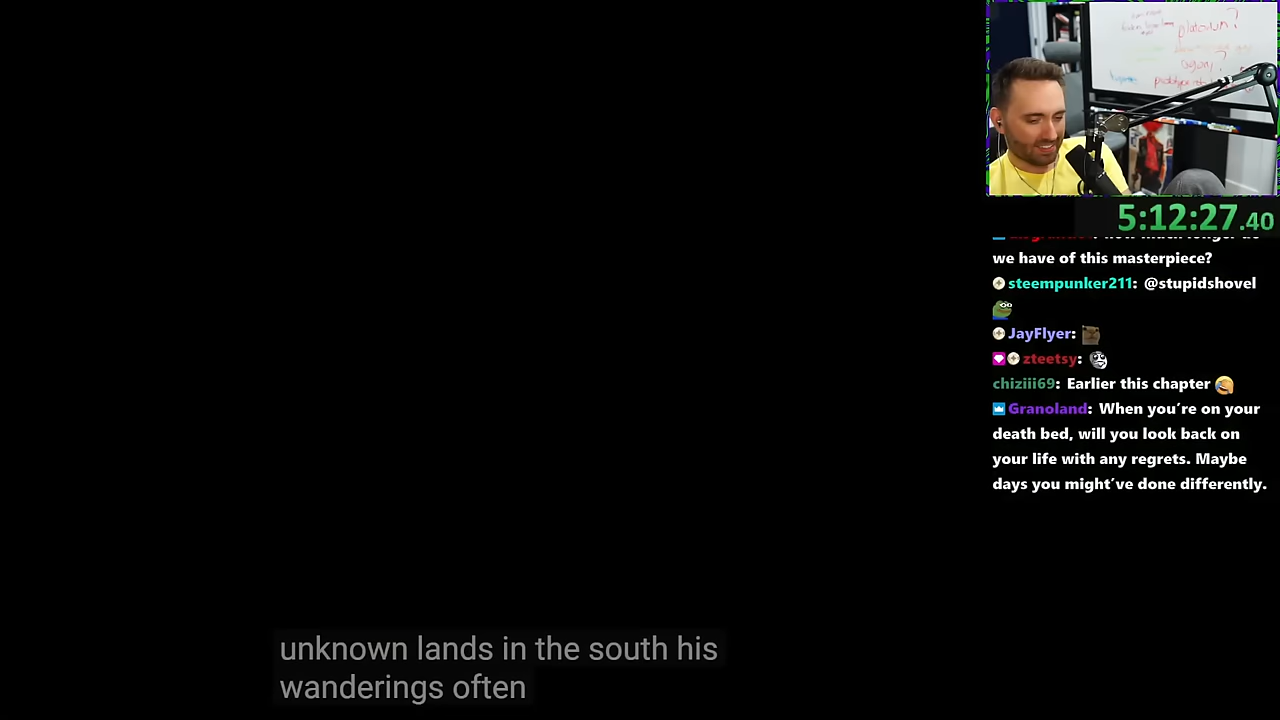 platoon?
agony?
5:12:27.40
we have of this masterpiece?
steempunker211: @stupidshovel
JayFlyer:
zteetsy:
chiziii69: Earlier this chapter
Granoland: When you’re on your
death bed, will you look back on
your life with any regrets. Maybe
days you might’ve done differently.
unknown lands in the south his
wanderings often